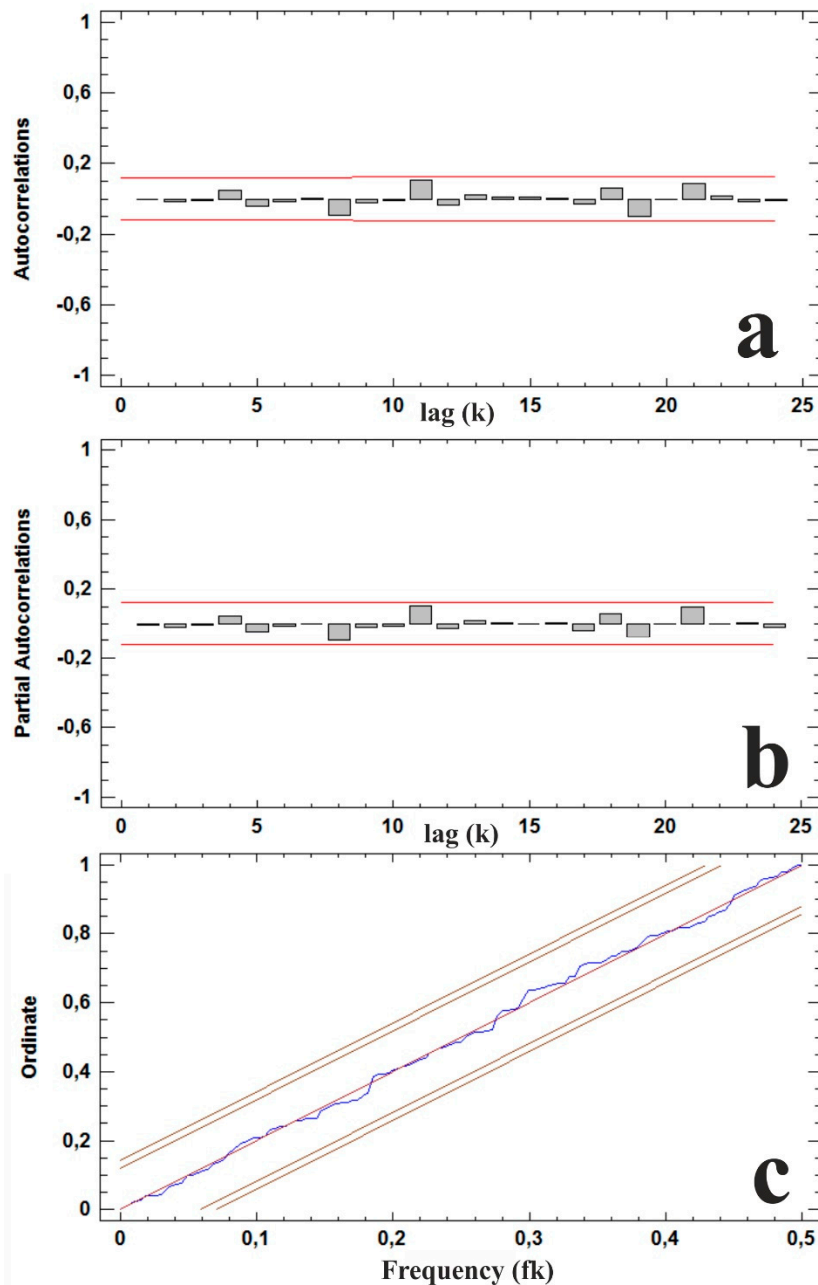 Autocorrelations
1
0,6
0,2
-0,2
-0,6
-1
0 5 10 15 20 25
lag (k)
a
Partial Autocorrelations
1
0,6
0,2
-0,2
-0,6
-1
0 5 10 15 20 25
lag (k)
b
Ordinate
1
0,8
0,6
0,4
0,2
0
0 0,1 0,2 0,3 0,4 0,5
Frequency (fk)
c